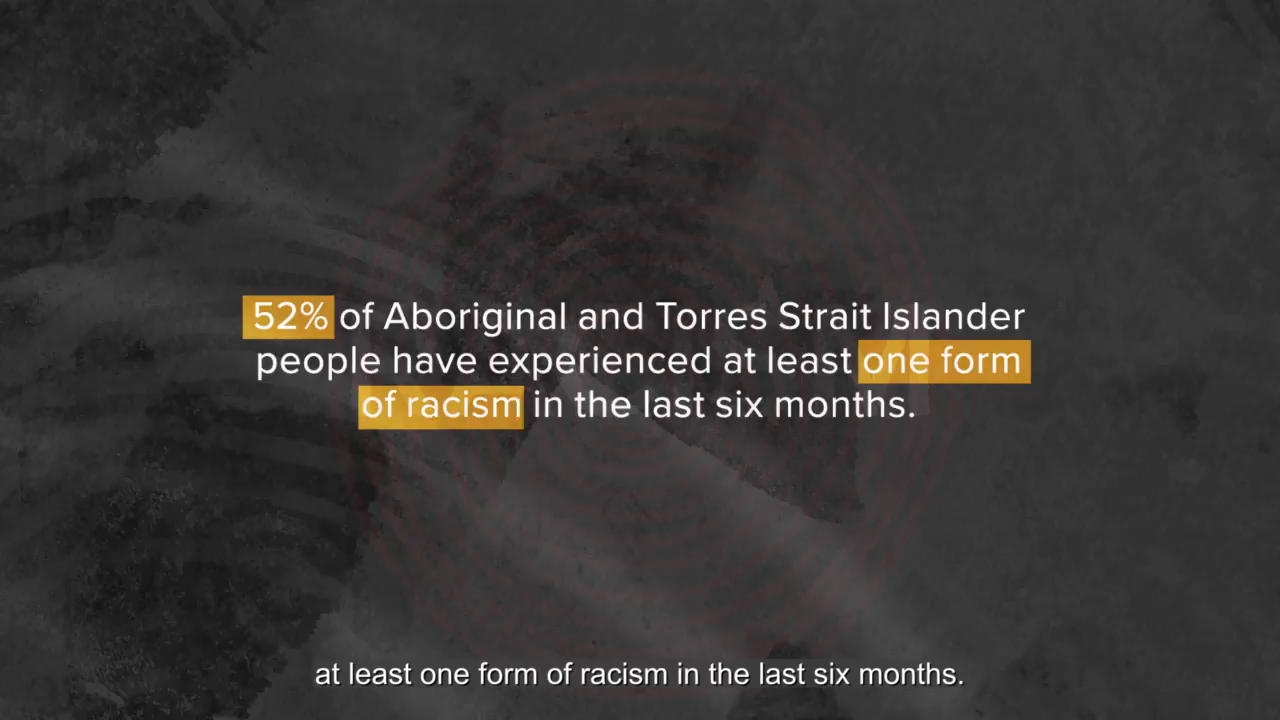 52% of Aboriginal and Torres Strait Islander
people have experienced at least one form
of racism in the last six months.
at least one form of racism in the last six months.